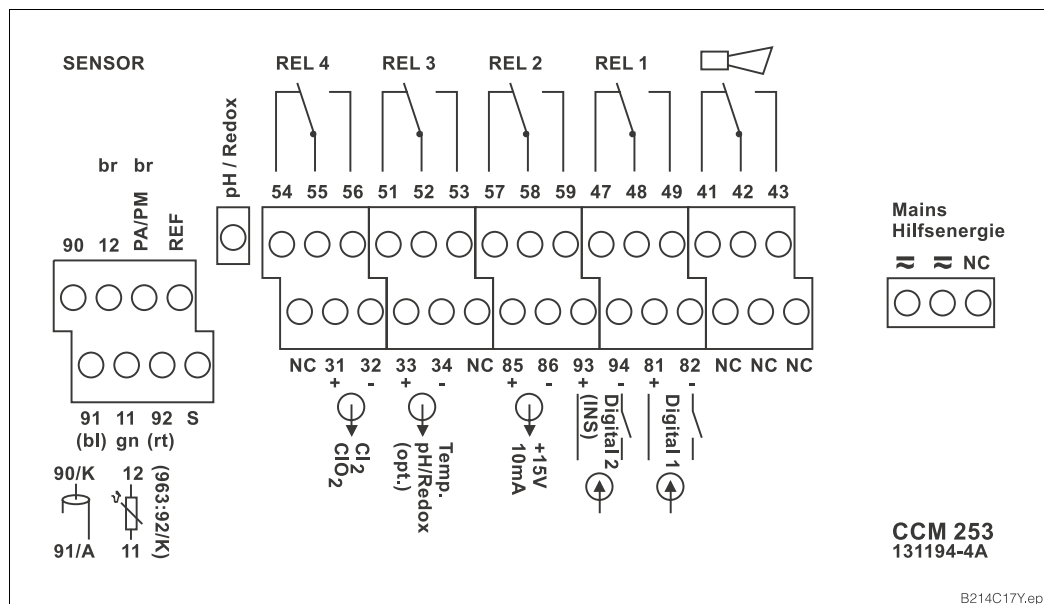 SENSOR
REL 4 REL 3 REL 2 REL 1
pH / Redox
br br
54 55 56 51 52 53 57 58 59 47 48 49 41 42 43
90 12 PA/PM REF
Mains
Hilfsenergie
NC
NC 31 32 33 34 NC 85 86 93 94 81 82 NC NC NC
+ - + - + - + - + -
91 11 92 S
(bl) gn (rt)
Cl2
ClO2
Temp.
pH/Redox
(opt.)
+15V
10mA
Digital 2
(INS)
Digital 1
90/K 12 (963:92/K)
91/A 11
CCM 253
131194-4A
B214C17Y.ep